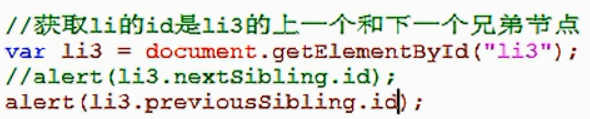 //获取li的id是li3的上一个和下一个兄弟节点
var li3 = document.getElementById("li3");
//alert(li3.nextSibling.id);
alert(li3.previousSibling.id);